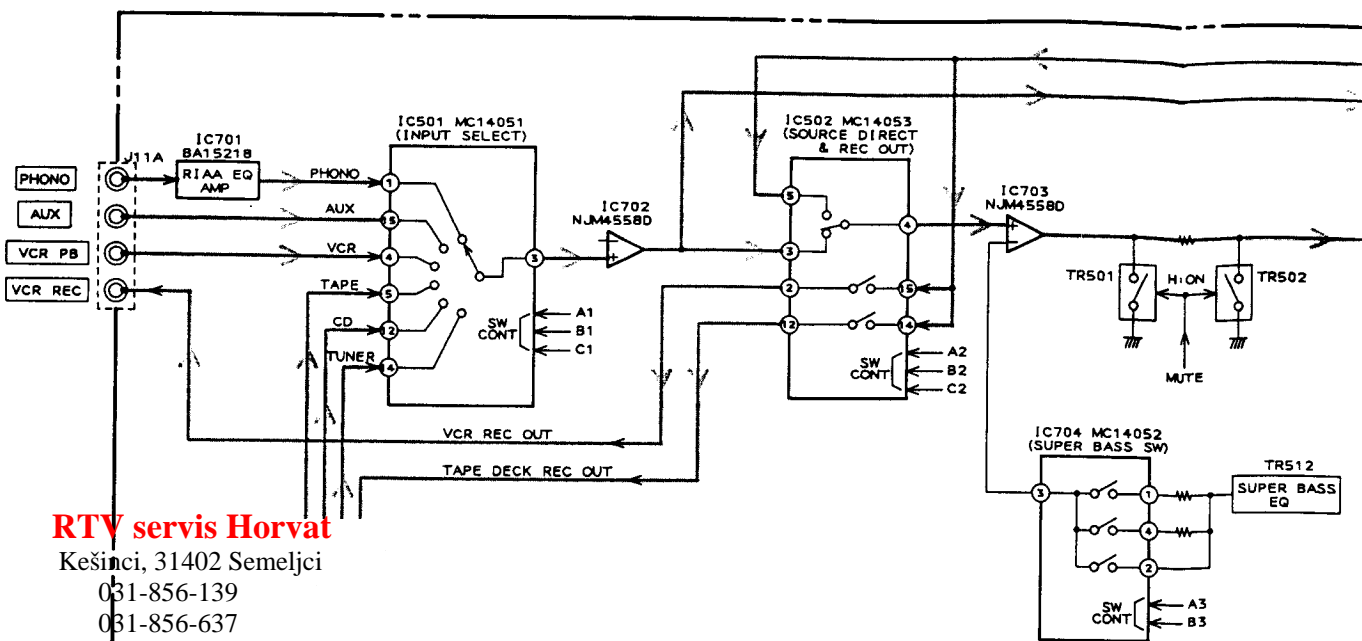 PHONO
AUX
VCR PB
VCR REC
J11A
IC701
BA15218
RIAA EQ
AMP
IC501 MC14051
(INPUT SELECT)
PHONO
1
AUX
15
VCR
4
TAPE
5
CD
12
TUNER
14
3
SW
CONT
A1
B1
C1
IC702
NJM4558D
IC502 MC14053
(SOURCE DIRECT
& REC OUT)
5
3
2
12
4
15
14
SW
CONT
A2
B2
C2
IC703
NJM4558D
TR501
Hi:ON
TR502
MUTE
VCR REC OUT
TAPE DECK REC OUT
IC704 MC14052
(SUPER BASS SW)
3
1
4
2
SW
CONT
A3
B3
TR512
SUPER BASS
EQ
RTV servis Horvat
Kešinci, 31402 Semeljci
031-856-139
031-856-637